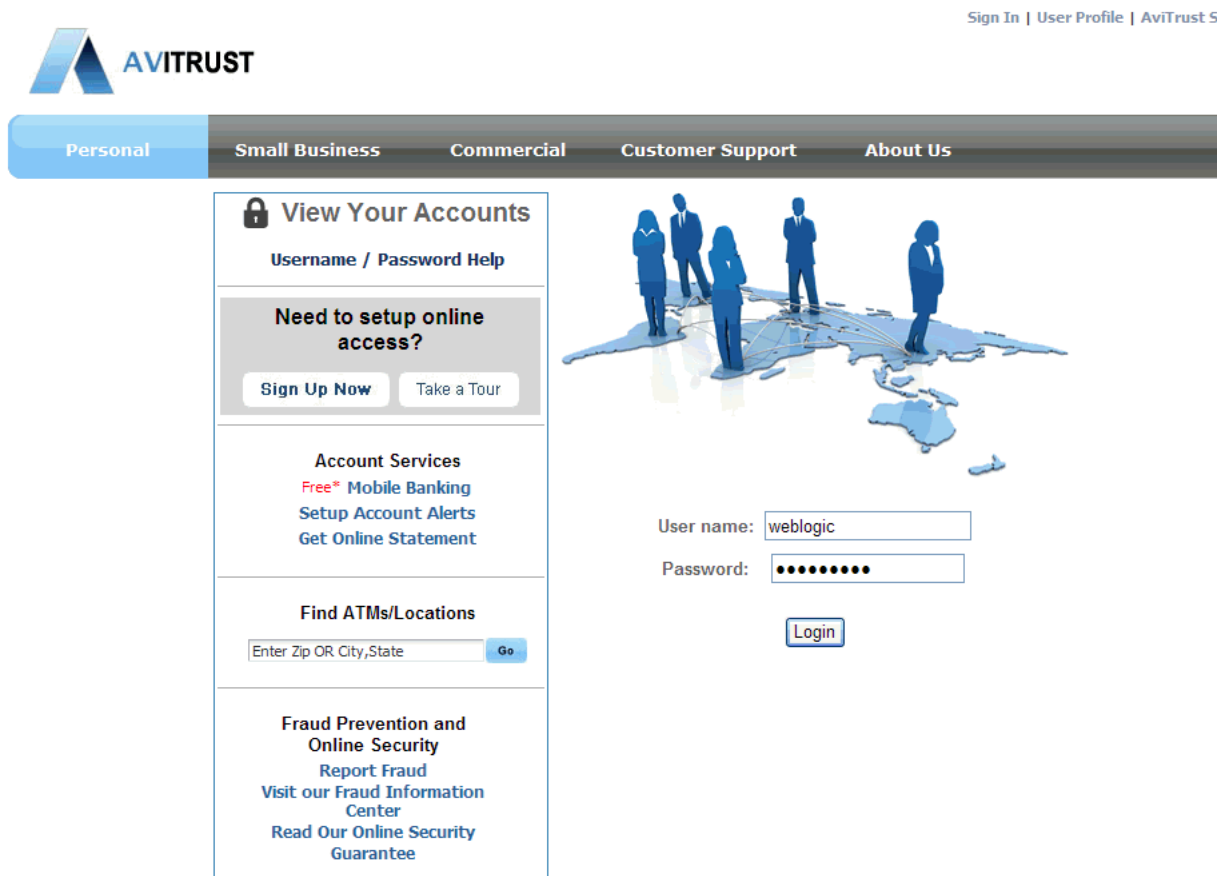 Sign In | User Profile | AviTrust S
AVITRUST
Personal Small Business Commercial Customer Support About Us
View Your Accounts
Username / Password Help
Need to setup online
access?
Sign Up Now Take a Tour
Account Services
Free* Mobile Banking
Setup Account Alerts
Get Online Statement
Find ATMs/Locations
Enter Zip OR City,State Go
Fraud Prevention and
Online Security
Report Fraud
Visit our Fraud Information
Center
Read Our Online Security
Guarantee
User name: weblogic
Password: •••••••••
Login